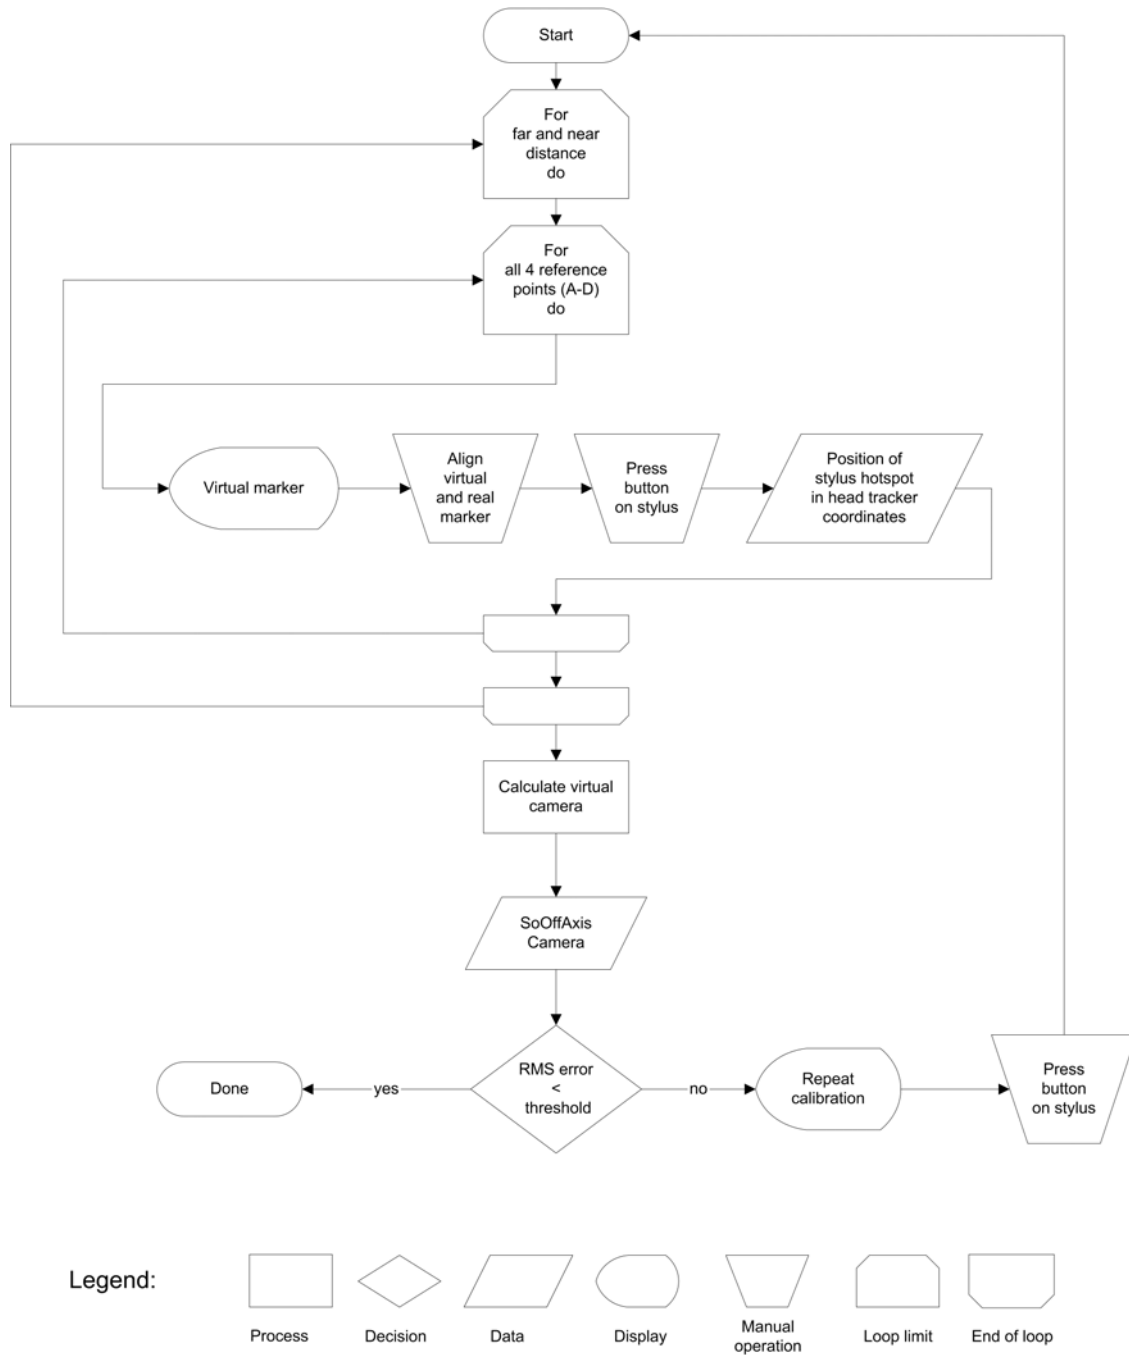 Start
For
far and near
distance
do
For
all 4 reference
points (A-D)
do
Virtual marker
Align
virtual
and real
marker
Press
button
on stylus
Position of
stylus hotspot
in head tracker
coordinates
Calculate virtual
camera
SoOffAxis
Camera
RMS error
<
threshold
yes
Done
no
Repeat
calibration
Press
button
on stylus
Legend:
Process
Decision
Data
Display
Manual
operation
Loop limit
End of loop